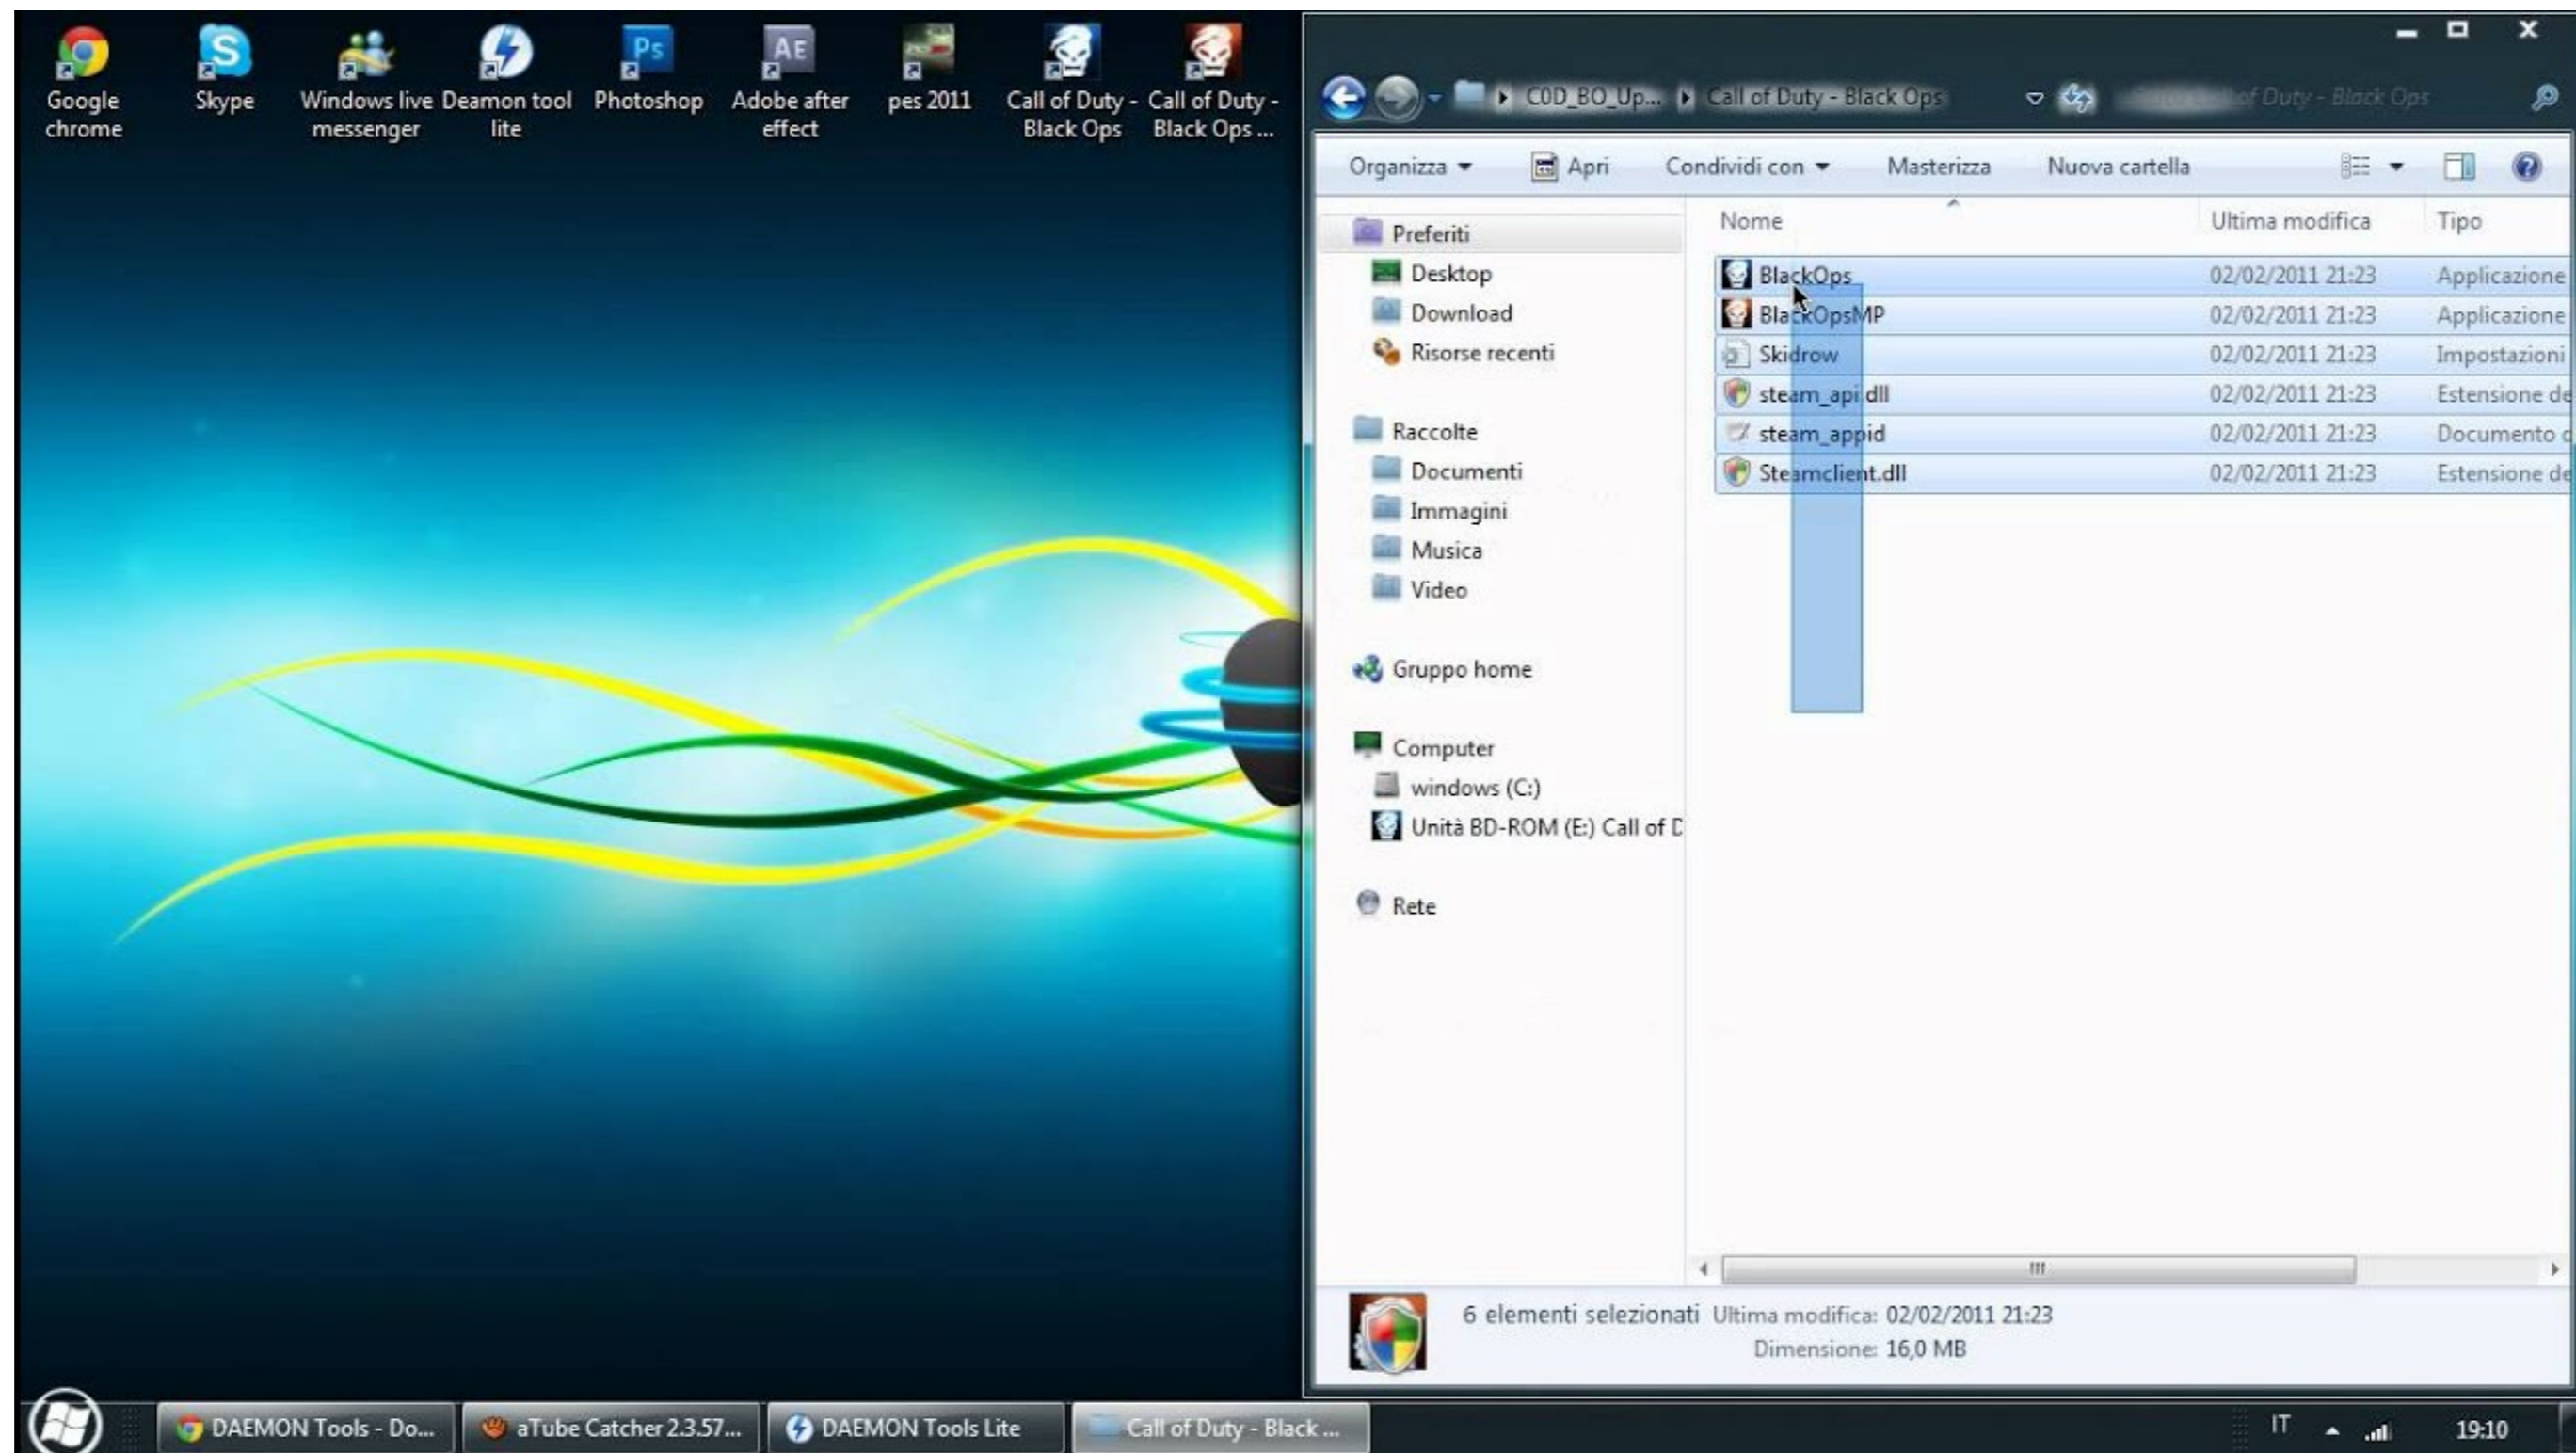 Google
chrome
Skype
Windows live
messenger
Deamon tool
lite
Ps
Photoshop
AE
Adobe after
effect
pes 2011
Call of Duty -
Black Ops
Call of Duty -
Black Ops ...
C0D_BO_Up...
Call of Duty - Black Ops
of Duty - Black Ops
Organizza
Apri
Condividi con
Masterizza
Nuova cartella
Preferiti
Desktop
Download
Risorse recenti
Raccolte
Documenti
Immagini
Musica
Video
Gruppo home
Computer
windows (C:)
Unità BD-ROM (E:) Call of D
Rete
Nome Ultima modifica Tipo
BlackOps 02/02/2011 21:23 Applicazione
BlackOpsMP 02/02/2011 21:23 Applicazione
Skidrow 02/02/2011 21:23 Impostazioni
steam_api.dll 02/02/2011 21:23 Estensione de
steam_appid 02/02/2011 21:23 Documento d
Steamclient.dll 02/02/2011 21:23 Estensione de
6 elementi selezionati Ultima modifica: 02/02/2011 21:23
Dimensione: 16,0 MB
DAEMON Tools - Do...
aTube Catcher 2.3.57...
DAEMON Tools Lite
Call of Duty - Black ...
IT
19:10